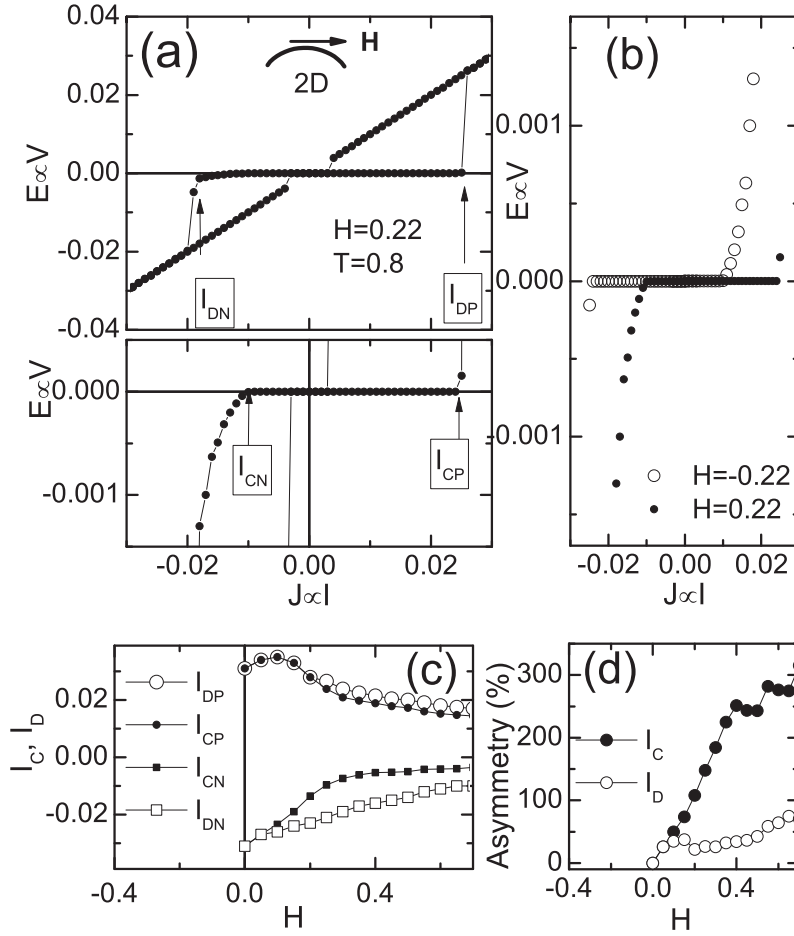 (a)
H
2D
0.04
0.02
0.00
-0.02
-0.04
E∝V
H=0.22
T=0.8
I_DN
I_DP
0.000
-0.001
E∝V
I_CN
I_CP
-0.02 0.00 0.02
J∝I
(b)
0.001
0.000
-0.001
E∝V
H=-0.22
H=0.22
-0.02 0.00 0.02
J∝I
(c)
I_C, I_D
0.02
0.00
-0.02
I_DP
I_CP
I_CN
I_DN
-0.4 0.0 0.4
H
(d)
Asymmetry (%)
300
250
100
50
0
I_C
I_D
-0.4 0.0 0.4
H